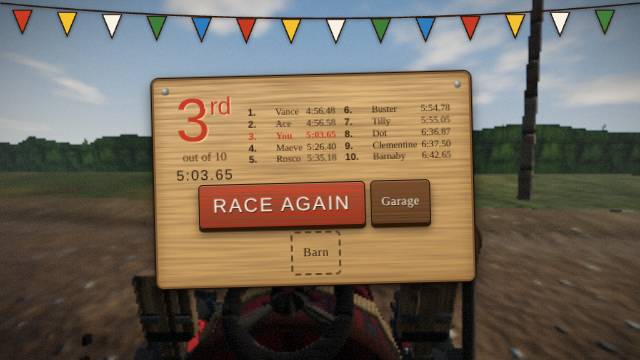 3rd
out of 10
5:03.65
1. Vance 4:56.48
2. Ace 4:56.58
3. You 5:03.65
4. Maeve 5:26.40
5. Rosco 5:35.18
6. Buster 5:54.78
7. Tilly 5:55.05
8. Dot 6:36.87
9. Clementine 6:37.50
10. Barnaby 6:42.65
RACE AGAIN
Garage
Barn